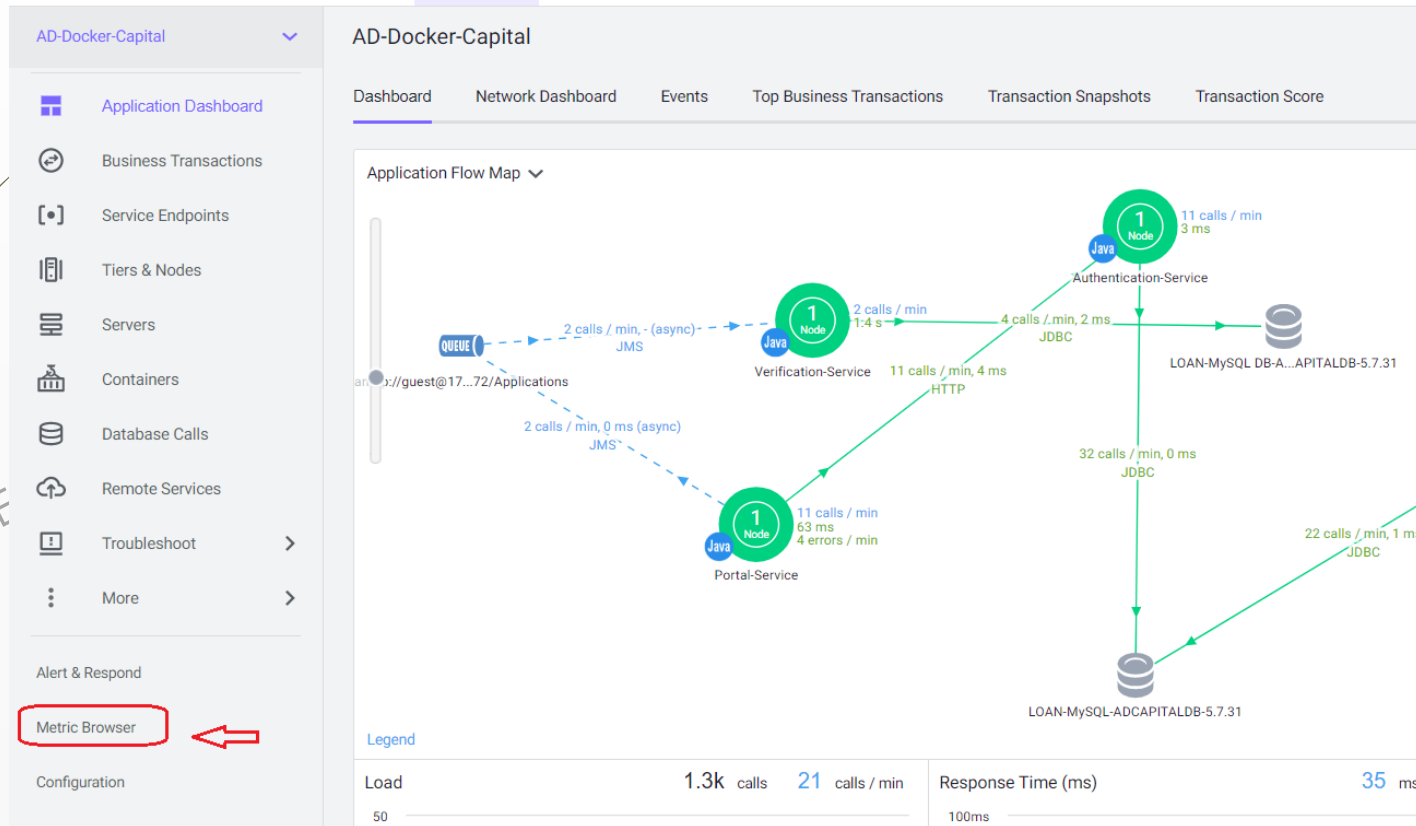 AD-Docker-Capital
Application Dashboard
Business Transactions
Service Endpoints
Tiers & Nodes
Servers
Containers
Database Calls
Remote Services
Troubleshoot
More
Alert & Respond
Metric Browser
Configuration
AD-Docker-Capital
Dashboard Network Dashboard Events Top Business Transactions Transaction Snapshots Transaction Score
Application Flow Map
1
Node
Java
11 calls / min
3 ms
Authentication-Service
1
Node
Java
2 calls / min
1:4 s
Verification-Service
2 calls / min, - (async)
JMS
QUEUE
p://guest@17...72/Applications
4 calls / min, 2 ms
JDBC
LOAN-MySQL DB-A...APITALDB-5.7.31
11 calls / min, 4 ms
HTTP
2 calls / min, 0 ms (async)
JMS
32 calls / min, 0 ms
JDBC
1
Node
Java
11 calls / min
63 ms
4 errors / min
Portal-Service
22 calls / min, 1 ms
JDBC
LOAN-MySQL-ADCAPITALDB-5.7.31
Legend
Load 1.3k calls 21 calls / min
50
Response Time (ms) 35 ms
100ms